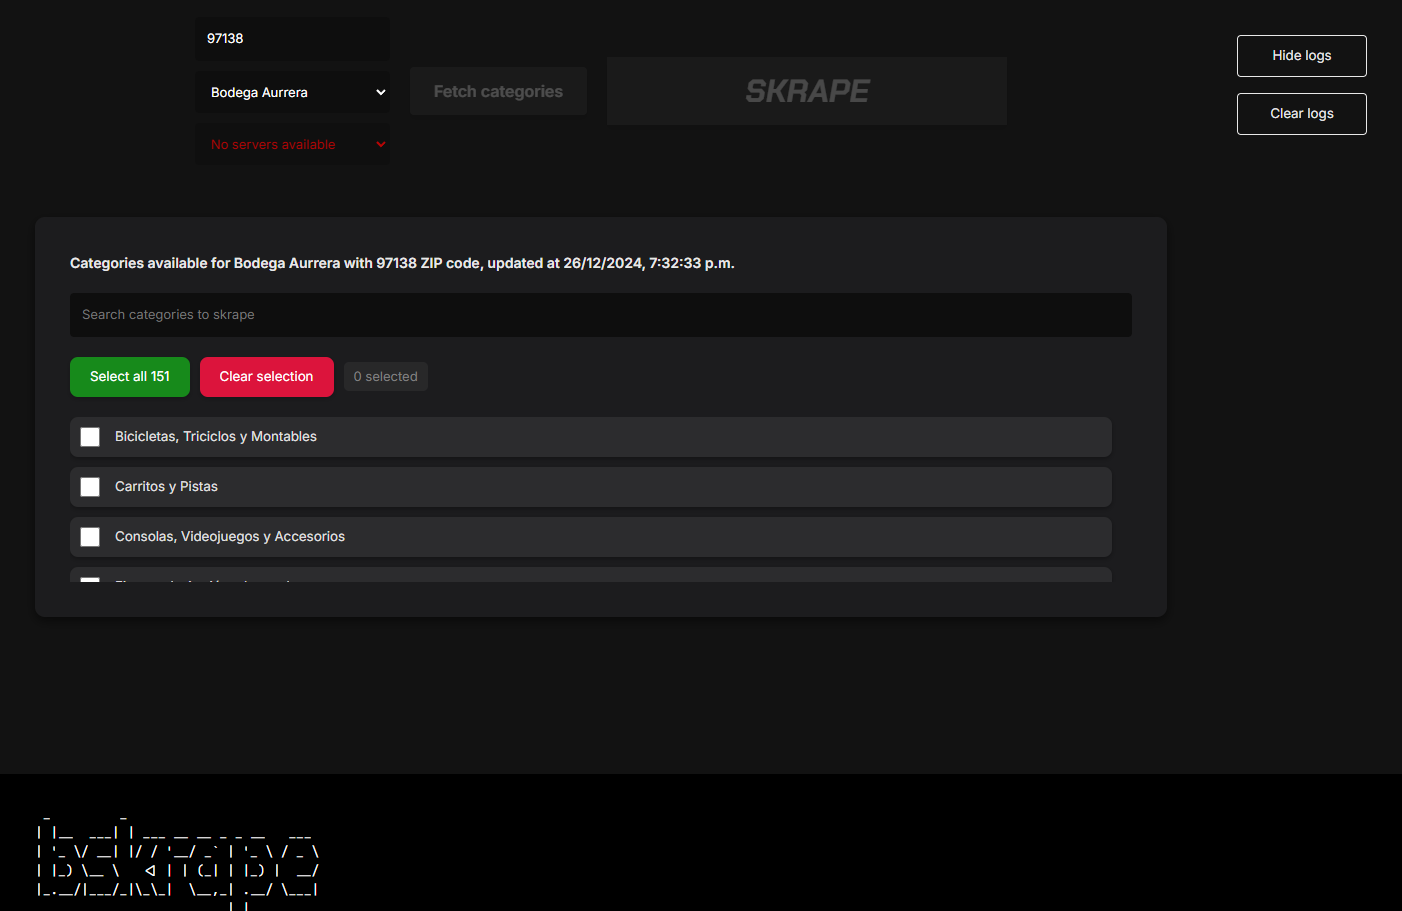 97138
Bodega Aurrera
No servers available
Fetch categories
SKRAPE
Hide logs
Clear logs
Categories available for Bodega Aurrera with 97138 ZIP code, updated at 26/12/2024, 7:32:33 p.m.
Search categories to skrape
Select all 151
Clear selection
0 selected
Bicicletas, Triciclos y Montables
Carritos y Pistas
Consolas, Videojuegos y Accesorios
bskrape